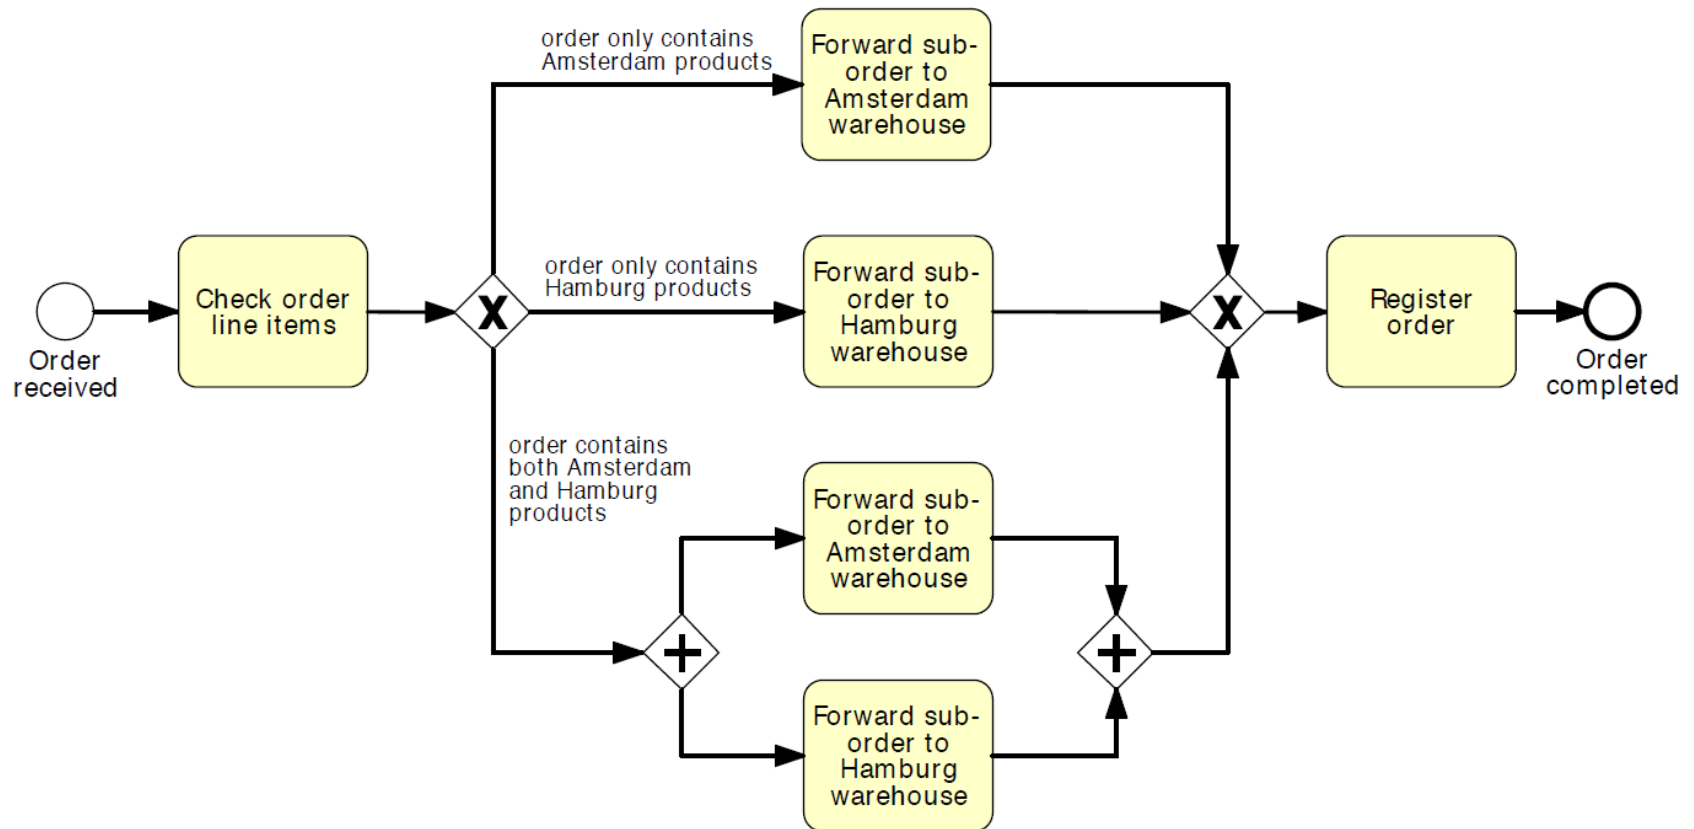 order only contains
Amsterdam products
Forward sub-
order to
Amsterdam
warehouse
Order
received
Check order
line items
X
order only contains
Hamburg products
Forward sub-
order to
Hamburg
warehouse
X
Register
order
Order
completed
order contains
both Amsterdam
and Hamburg
products
Forward sub-
order to
Amsterdam
warehouse
Forward sub-
order to
Hamburg
warehouse